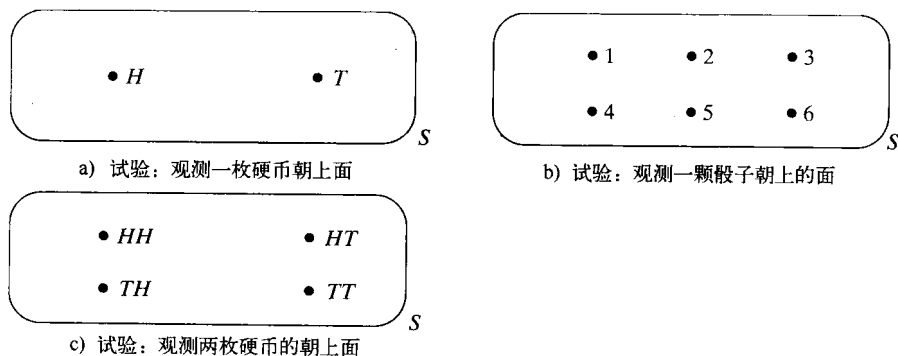 H T
S
a) 试验：观测一枚硬币朝上面
1 2 3
4 5 6
S
b) 试验：观测一颗骰子朝上的面
HH HT
TH TT
S
c) 试验：观测两枚硬币的朝上面